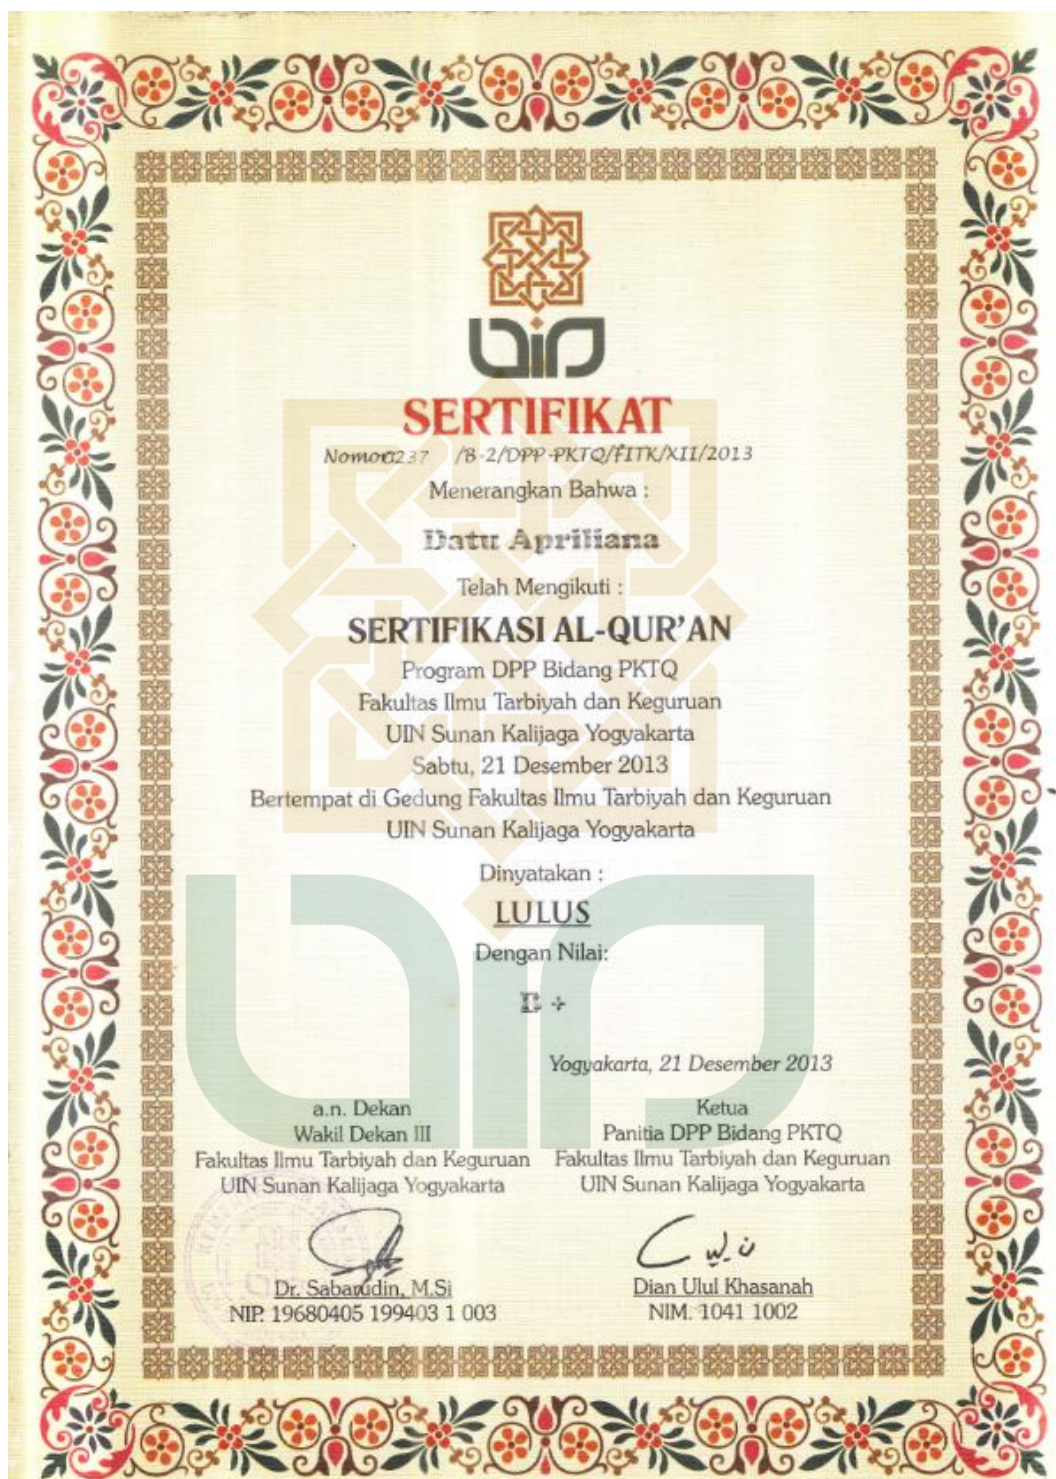 uin
SERTIFIKAT
Nomor: 0237 /B-2/DPP-PKTQ/FITK/XII/2013
Menerangkan Bahwa :
Datu Apriliana
Telah Mengikuti :
SERTIFIKASI AL-QUR'AN
Program DPP Bidang PKTQ
Fakultas Ilmu Tarbiyah dan Keguruan
UIN Sunan Kalijaga Yogyakarta
Sabtu, 21 Desember 2013
Bertempat di Gedung Fakultas Ilmu Tarbiyah dan Keguruan
UIN Sunan Kalijaga Yogyakarta
Dinyatakan :
LULUS
Dengan Nilai:
Yogyakarta, 21 Desember 2013
a.n. Dekan
Wakil Dekan III
Fakultas Ilmu Tarbiyah dan Keguruan
UIN Sunan Kalijaga Yogyakarta
Dr. Sabarudin, M.Si
NIP. 19680405 199403 1 003
Ketua
Panitia DPP Bidang PKTQ
Fakultas Ilmu Tarbiyah dan Keguruan
UIN Sunan Kalijaga Yogyakarta
Dian Ulul Khasanah
NIM. 1041 1002